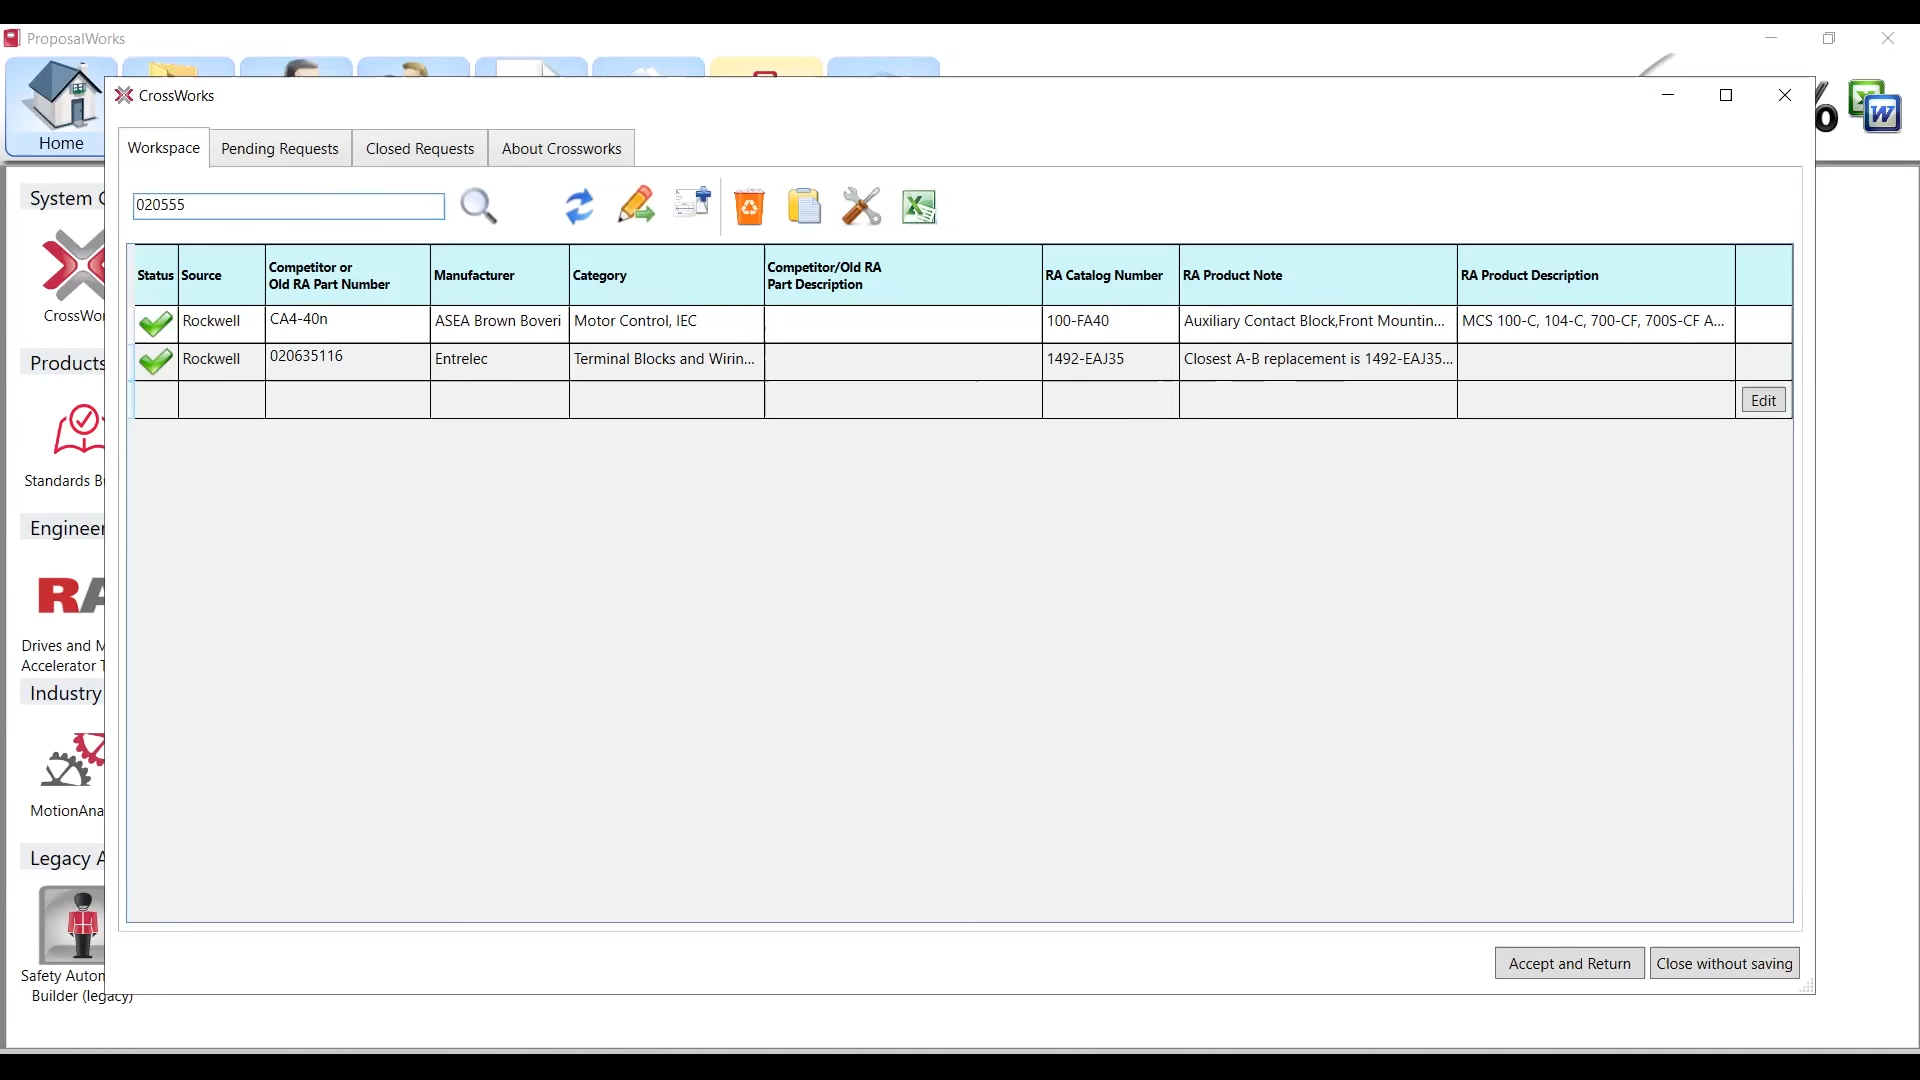 ProposalWorks
Home
CrossWorks
Workspace
Pending Requests
Closed Requests
About Crossworks
020555
Status
Source
Competitor or
Old RA Part Number
Manufacturer
Category
Competitor/Old RA
Part Description
RA Catalog Number
RA Product Note
RA Product Description
Rockwell
CA4-40n
ASEA Brown Boveri
Motor Control, IEC
100-FA40
Auxiliary Contact Block,Front Mountin...
MCS 100-C, 104-C, 700-CF, 700S-CF A...
Rockwell
020635116
Entrelec
Terminal Blocks and Wirin...
1492-EAJ35
Closest A-B replacement is 1492-EAJ35...
Edit
Accept and Return
Close without saving
System
CrossWo
Products
Standards B
Engineer
RA
Drives and M
Accelerator T
Industry
MotionAna
Legacy A
Safety Autom
Builder (legacy)
%
W